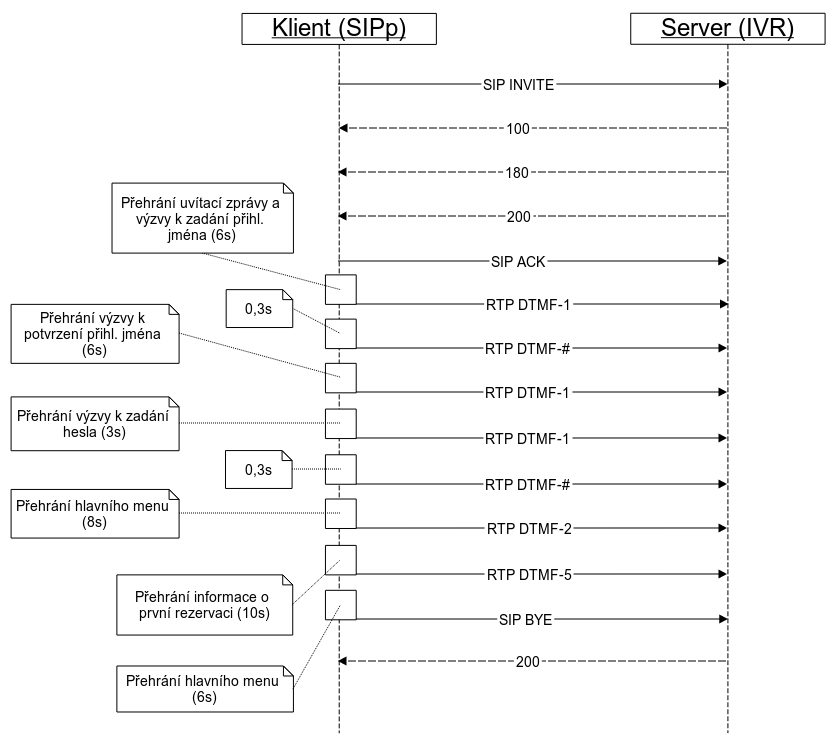 Klient (SIPp)
Server (IVR)
SIP INVITE
100
180
Přehrání uvítací zprávy a
výzvy k zadání přihl.
jména (6s)
200
SIP ACK
0,3s
RTP DTMF-1
Přehrání výzvy k
potvrzení přihl. jména
(6s)
RTP DTMF-#
RTP DTMF-1
Přehrání výzvy k zadání
hesla (3s)
RTP DTMF-1
0,3s
RTP DTMF-#
Přehrání hlavního menu
(8s)
RTP DTMF-2
RTP DTMF-5
Přehrání informace o
první rezervaci (10s)
SIP BYE
200
Přehrání hlavního menu
(6s)